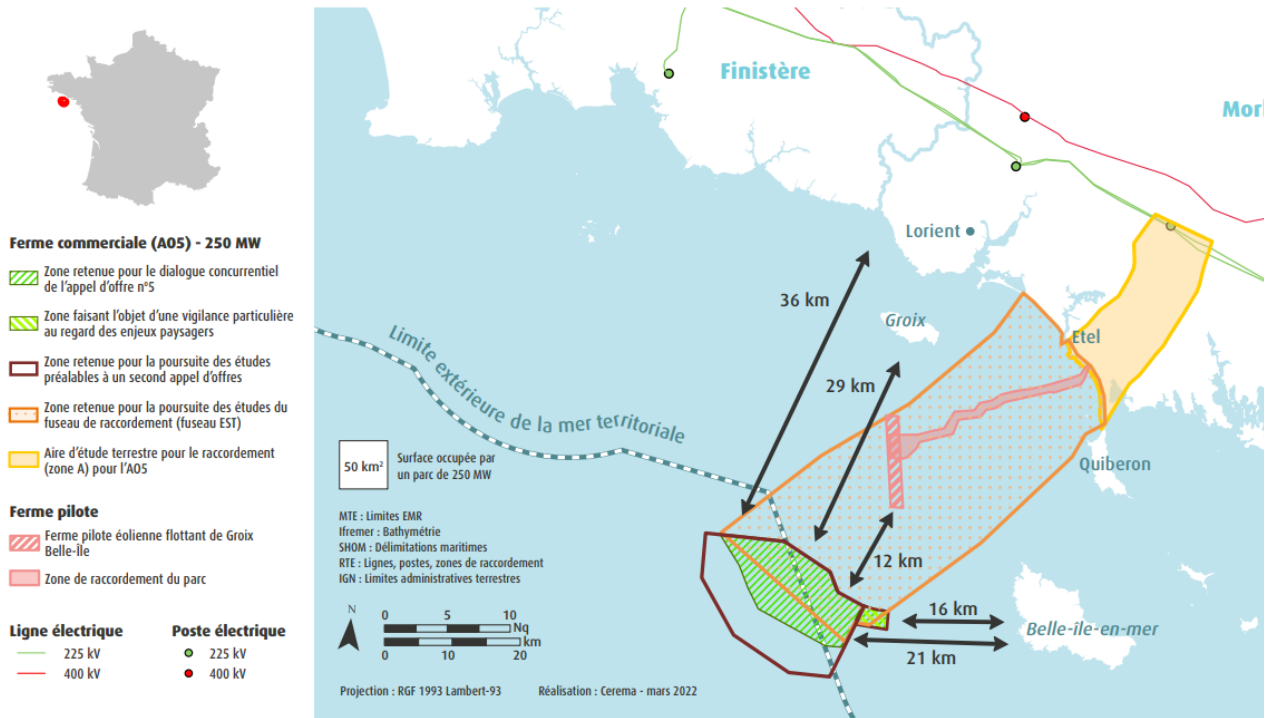 Ferme commerciale (AO5) - 250 MW
Zone retenue pour le dialogue concurrentiel
de l'appel d'offre n°5
Zone faisant l'objet d'une vigilance particulière
au regard des enjeux paysagers
Zone retenue pour la poursuite des études
préalables à un second appel d'offres
Zone retenue pour la poursuite des études du
fuseau de raccordement (fuseau EST)
Aire d'étude terrestre pour le raccordement
(zone A) pour l'AO5
Ferme pilote
Ferme pilote éolienne flottant de Groix
Belle-Île
Zone de raccordement du parc
Ligne électrique
225 kV
400 kV
Poste électrique
225 kV
400 kV
Finistère
Morl
Lorient
36 km
Groix
Etel
29 km
Limite extérieure de la mer territoriale
50 km²
Surface occupée par
un parc de 250 MW
Quiberon
MTE : Limites EMR
Ifremer : Bathymétrie
SHOM : Délimitations maritimes
RTE : Lignes, postes, zones de raccordement
IGN : Limites administratives terrestres
12 km
16 km
Belle-île-en-mer
21 km
N
0 5 10
Nq
km
0 10 20
Projection : RGF 1993 Lambert-93
Réalisation : Cerema - mars 2022